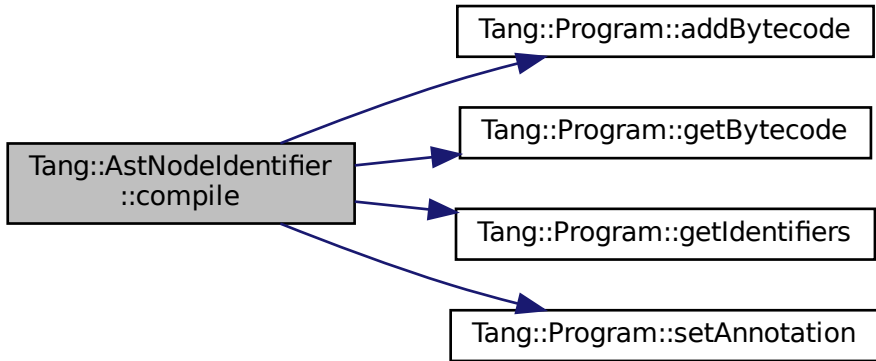 Tang::AstNodeIdentifier
::compile
Tang::Program::addBytecode
Tang::Program::getBytecode
Tang::Program::getIdentifiers
Tang::Program::setAnnotation